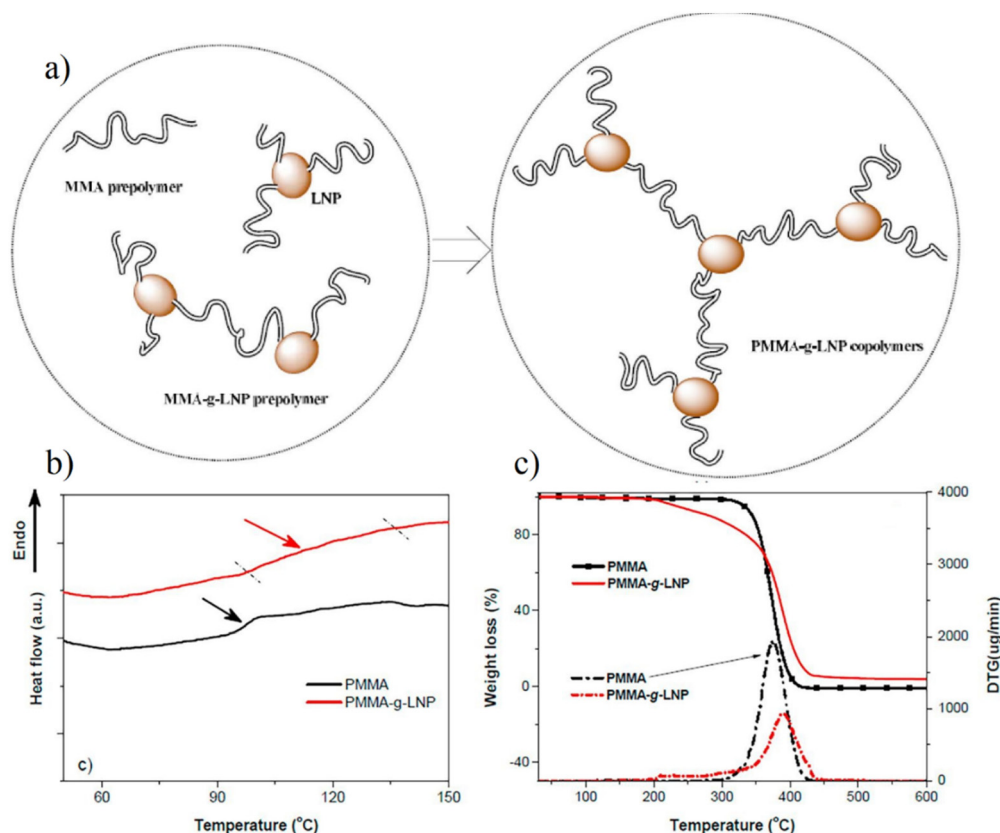 a)
MMA prepolymer
LNP
MMA-g-LNP prepolymer
PMMA-g-LNP copolymers
b)
Endo
Heat flow (a.u.)
PMMA
PMMA-g-LNP
c)
60
90
120
150
Temperature (°C)
c)
80
40
0
-40
Weight loss (%)
PMMA
PMMA-g-LNP
PMMA
PMMA-g-LNP
4000
3000
2000
1000
0
DTG(ug/min)
100
200
300
400
500
600
Temperature (°C)